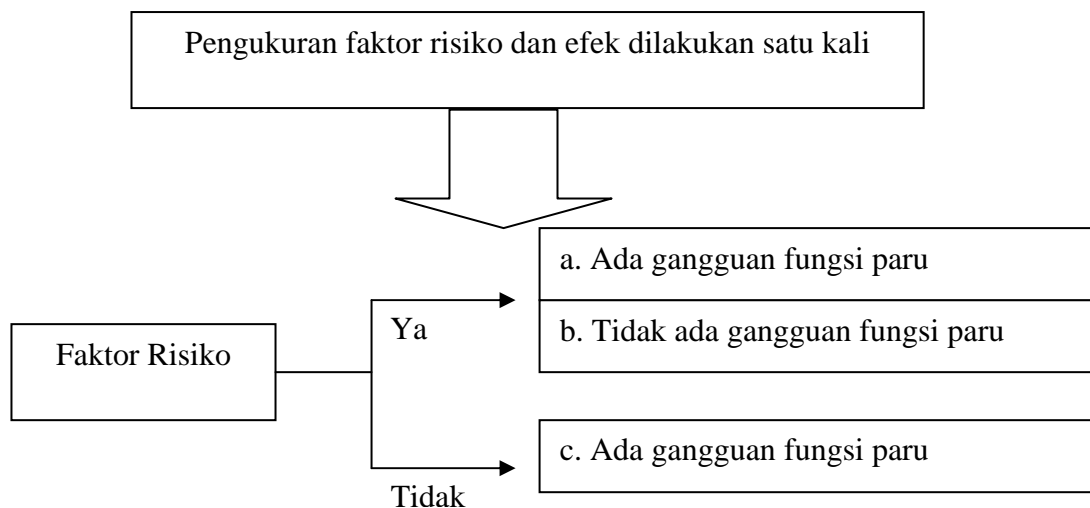 Pengukuran faktor risiko dan efek dilakukan satu kali
a. Ada gangguan fungsi paru
Ya
b. Tidak ada gangguan fungsi paru
Faktor Risiko
c. Ada gangguan fungsi paru
Tidak